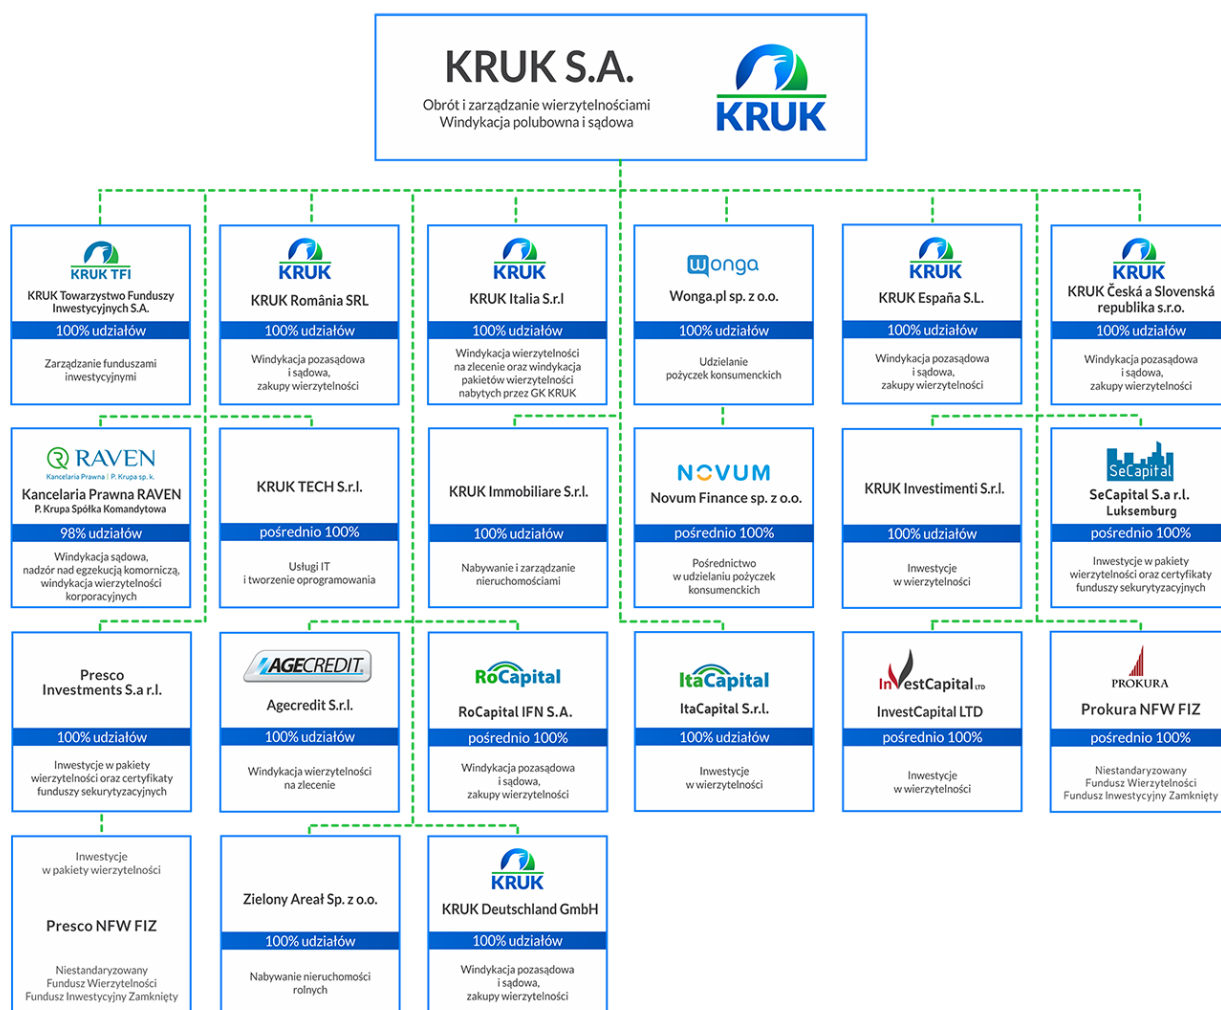 KRUK S.A.
Obrót i zarządzanie wierzytelnościami
Windykacja polubowna i sądowa
KRUK
KRUK TFI
KRUK Towarzystwo Funduszy
Inwestycyjnych S.A.
100% udziałów
Zarządzanie funduszami
inwestycyjnymi
KRUK
KRUK România SRL
100% udziałów
Windykacja pozasądowa
i sądowa,
zakupy wierzytelności
KRUK
KRUK Italia S.r.l
100% udziałów
Windykacja wierzytelności
na zlecenie oraz windykacja
pakietów wierzytelności
nabytych przez GK KRUK
wonga
Wonga.pl sp. z o.o.
100% udziałów
Udzielanie
pożyczek konsumenckich
KRUK
KRUK España S.L.
100% udziałów
Windykacja pozasądowa
i sądowa,
zakupy wierzytelności
KRUK
KRUK Česká a Slovenská
republika s.r.o.
100% udziałów
Windykacja pozasądowa
i sądowa,
zakupy wierzytelności
RAVEN
Kancelaria Prawna | P. Krupa sp. k.
Kancelaria Prawna RAVEN
P. Krupa Spółka Komandytowa
98% udziałów
Windykacja sądowa,
nadzór nad egzekucją komorniczą,
windykacja wierzytelności
korporacyjnych
KRUK TECH S.r.l.
pośrednio 100%
Usługi IT
i tworzenie oprogramowania
KRUK Immobiliare S.r.l.
100% udziałów
Nabywanie i zarządzanie
nieruchomościami
NOVUM
Novum Finance sp. z o.o.
pośrednio 100%
Pośrednictwo
w udzielaniu pożyczek
konsumenckich
KRUK Investimenti S.r.l.
100% udziałów
Inwestycje
w wierzytelności
SeCapital
SeCapital S.a r.l.
Luksemburg
pośrednio 100%
Inwestycje w pakiety
wierzytelności oraz certyfikaty
funduszy sekurytyzacyjnych
Presco
Investments S.a r.l.
100% udziałów
Inwestycje w pakiety
wierzytelności oraz certyfikaty
funduszy sekurytyzacyjnych
AGECREDIT
Agecredit S.r.l.
100% udziałów
Windykacja wierzytelności
na zlecenie
RoCapital
RoCapital IFN S.A.
pośrednio 100%
Windykacja pozasądowa
i sądowa,
zakupy wierzytelności
ItaCapital
ItaCapital S.r.l.
100% udziałów
Inwestycje
w wierzytelności
InvestCapital LTD
InvestCapital LTD
pośrednio 100%
Inwestycje
w wierzytelności
PROKURA
Prokura NFW FIZ
pośrednio 100%
Niestandaryzowany
Fundusz Wierzytelności
Fundusz Inwestycyjny Zamknięty
Inwestycje
w pakiety wierzytelności
Presco NFW FIZ
Niestandaryzowany
Fundusz Wierzytelności
Fundusz Inwestycyjny Zamknięty
Zielony Areał Sp. z o.o.
100% udziałów
Nabywanie nieruchomości
rolnych
KRUK
KRUK Deutschland GmbH
100% udziałów
Windykacja pozasądowa
i sądowa,
zakupy wierzytelności